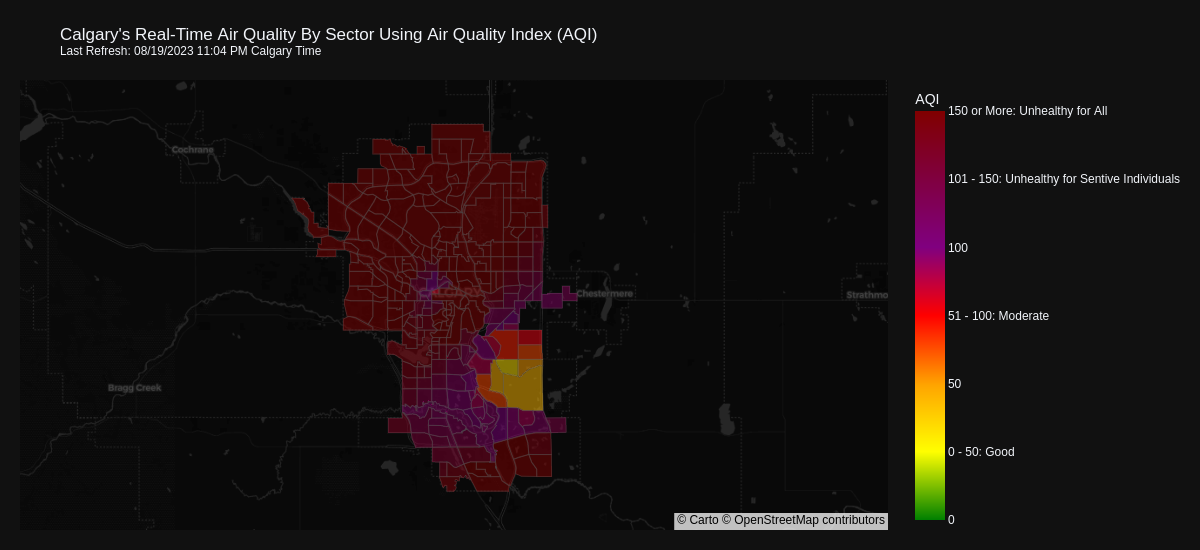 Calgary's Real-Time Air Quality By Sector Using Air Quality Index (AQI)
Last Refresh: 08/19/2023 11:04 PM Calgary Time
AQI
150 or More: Unhealthy for All
Cochrane
101 - 150: Unhealthy for Sentive Individuals
100
Chestermere
Strathmo
51 - 100: Moderate
Bragg Creek
50
0 - 50: Good
0
© Carto © OpenStreetMap contributors